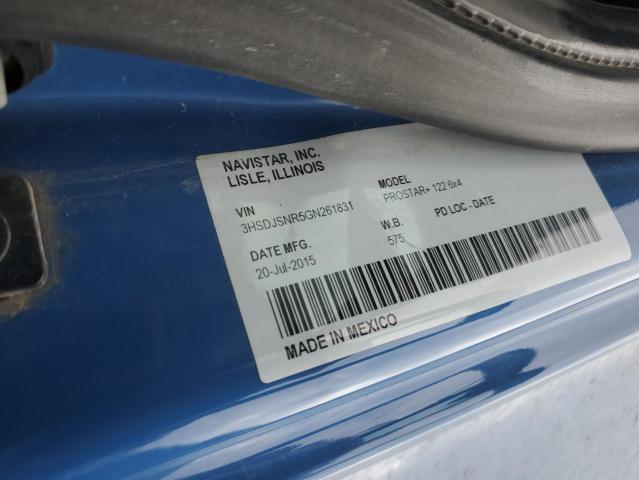 NAVISTAR, INC.
LISLE, ILLINOIS
VIN MODEL
3HSDJSNR5GN261831 PROSTAR+ 122 6x4
DATE MFG. W.B. PD LOC - DATE
20-Jul-2015 575
MADE IN MEXICO